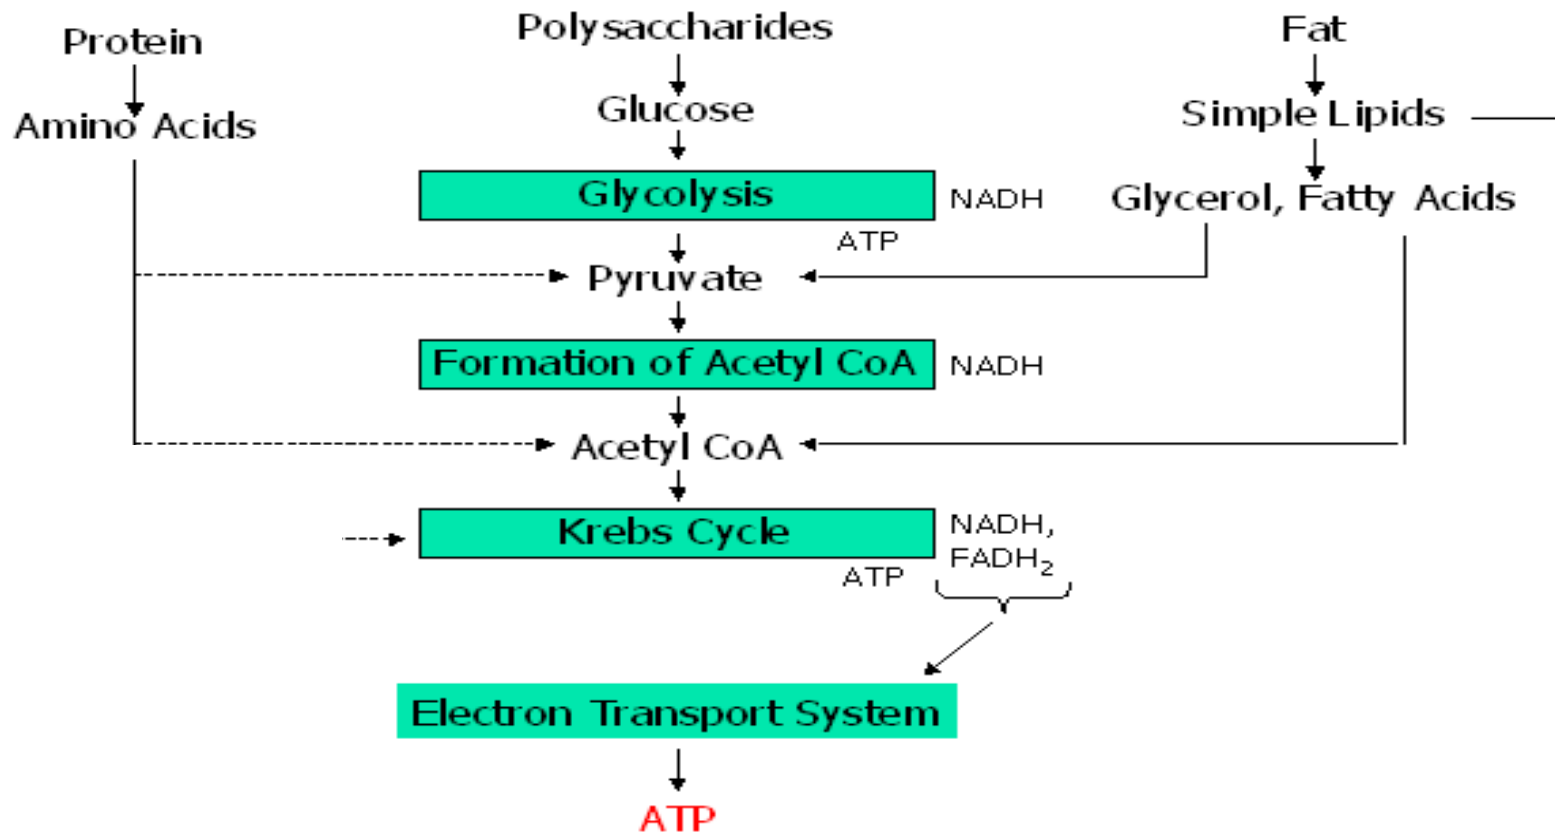 Protein
Polysaccharides
Fat
Amino Acids
Glucose
Simple Lipids
Glycolysis
NADH
Glycerol, Fatty Acids
ATP
Pyruvate
Formation of Acetyl CoA
NADH
Acetyl CoA
Krebs Cycle
NADH,
FADH₂
ATP
Electron Transport System
ATP